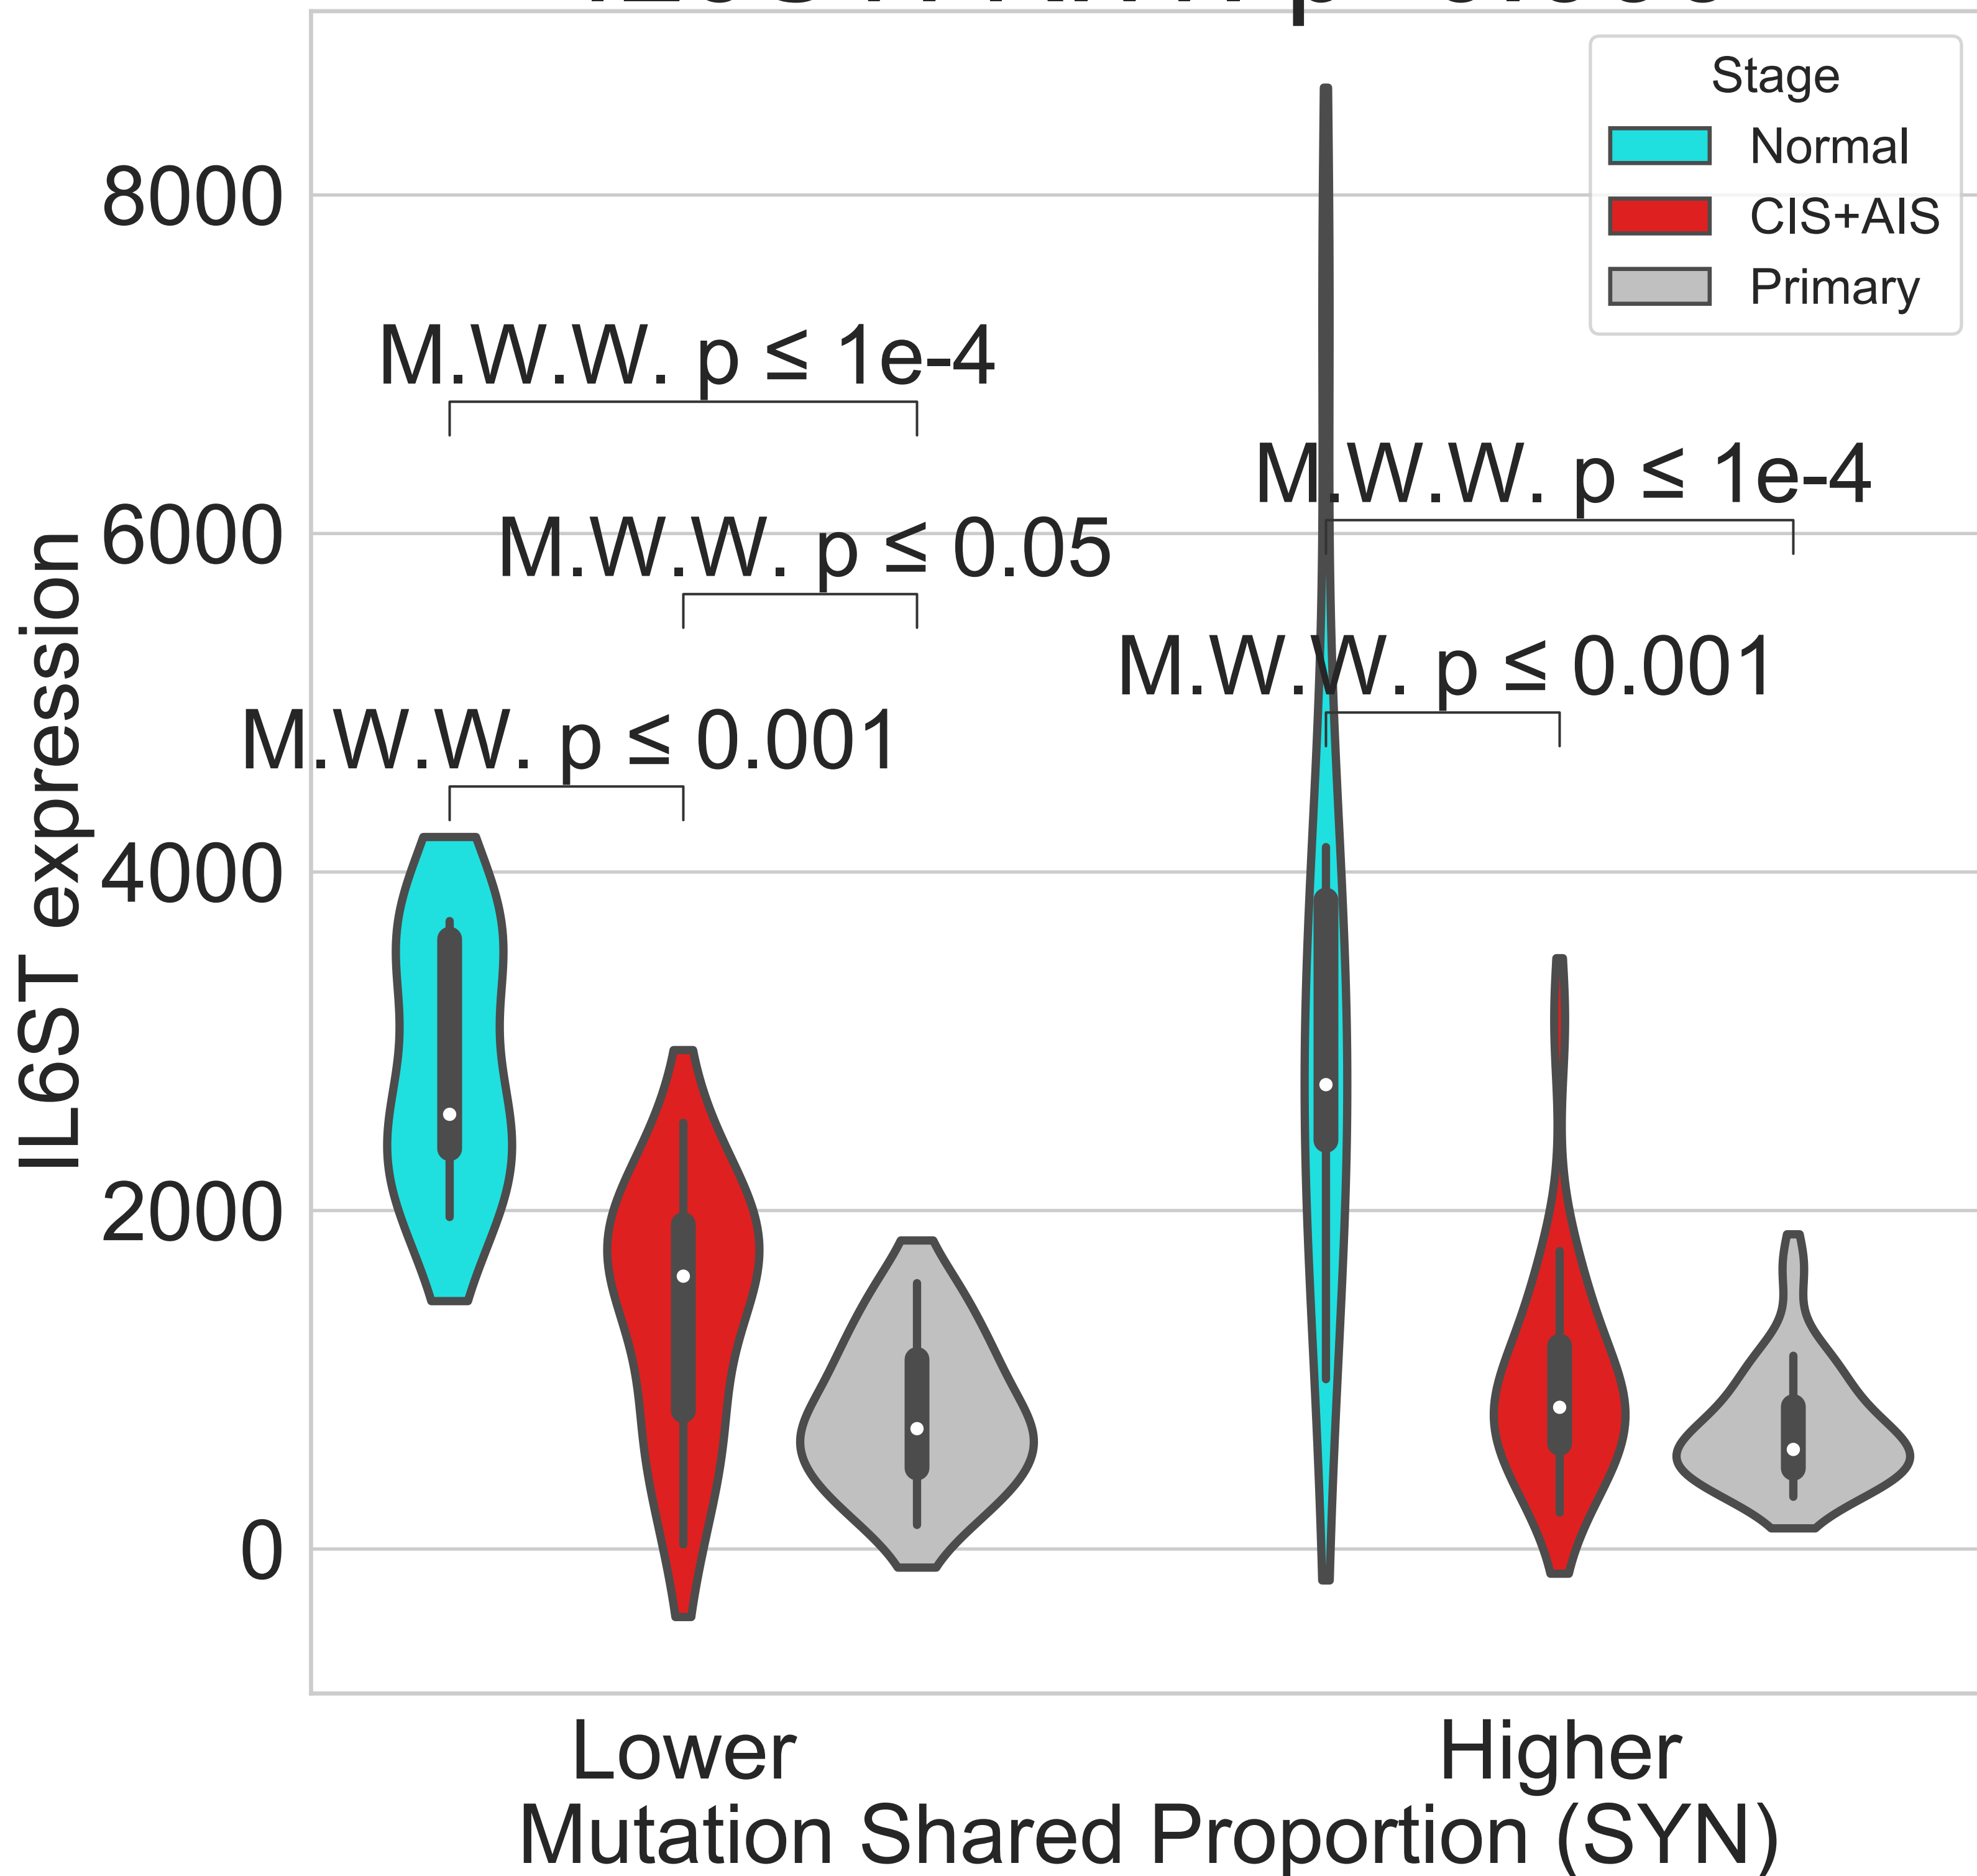 Stage
Normal
CIS+AIS
Primary
8000
6000
4000
2000
0
IL6ST expression
M.W.W. p ≤ 1e-4
M.W.W. p ≤ 1e-4
M.W.W. p ≤ 0.05
M.W.W. p ≤ 0.001
M.W.W. p ≤ 0.001
Lower
Higher
Mutation Shared Proportion (SYN)